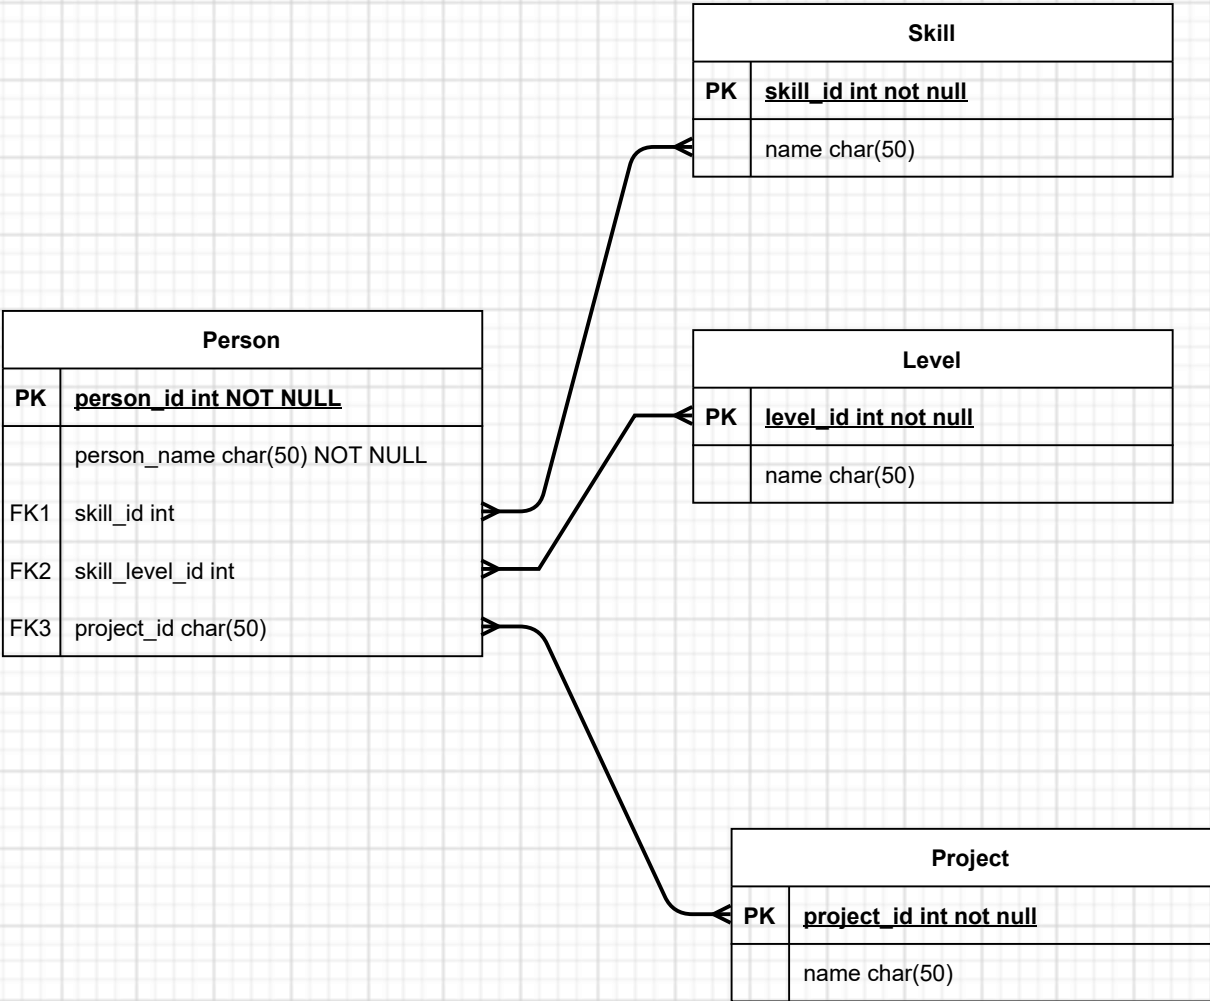 Skill
PK skill_id int not null
name char(50)
Person
PK person_id int NOT NULL
person_name char(50) NOT NULL
FK1 skill_id int
FK2 skill_level_id int
FK3 project_id char(50)
Level
PK level_id int not null
name char(50)
Project
PK project_id int not null
name char(50)